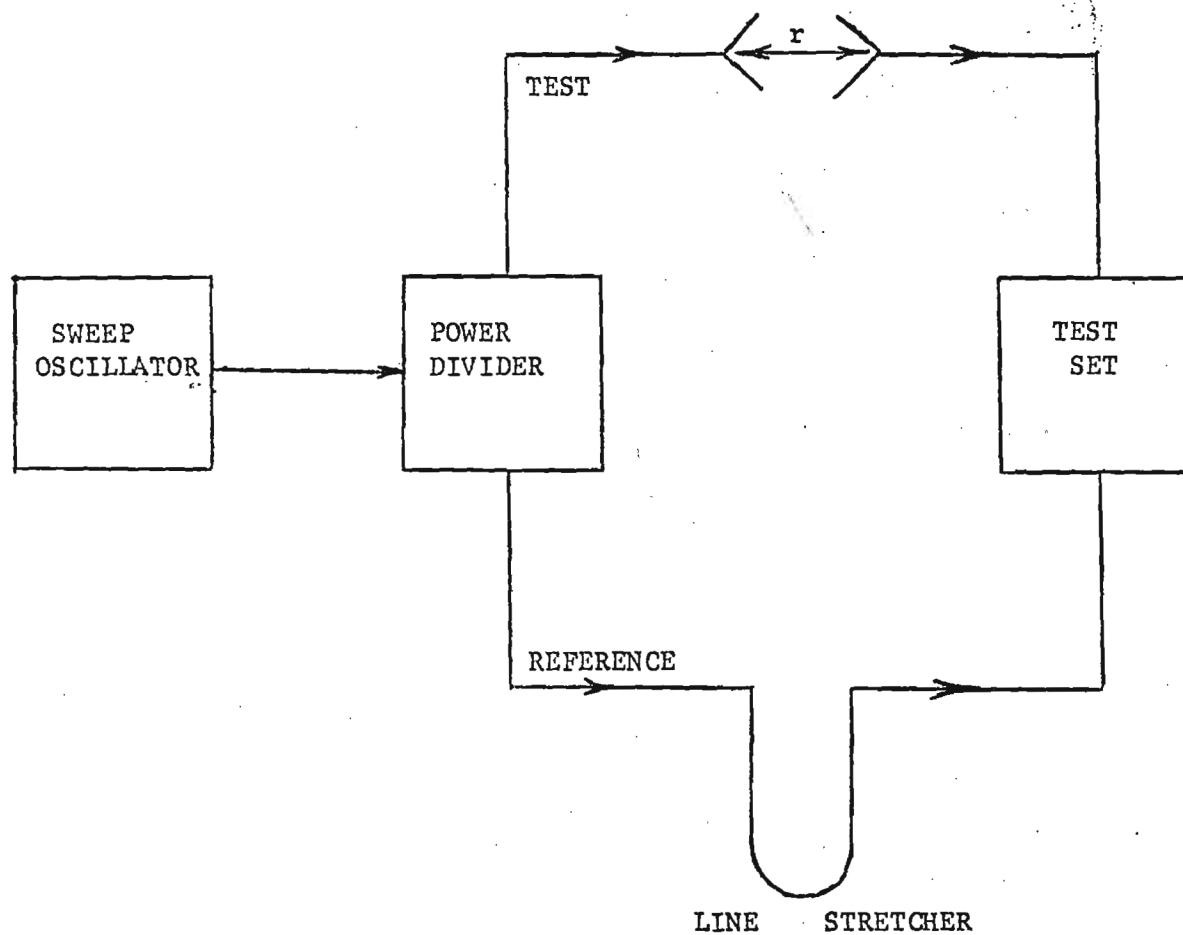 r
TEST
SWEEP
OSCILLATOR
POWER
DIVIDER
TEST
SET
REFERENCE
LINE STRETCHER